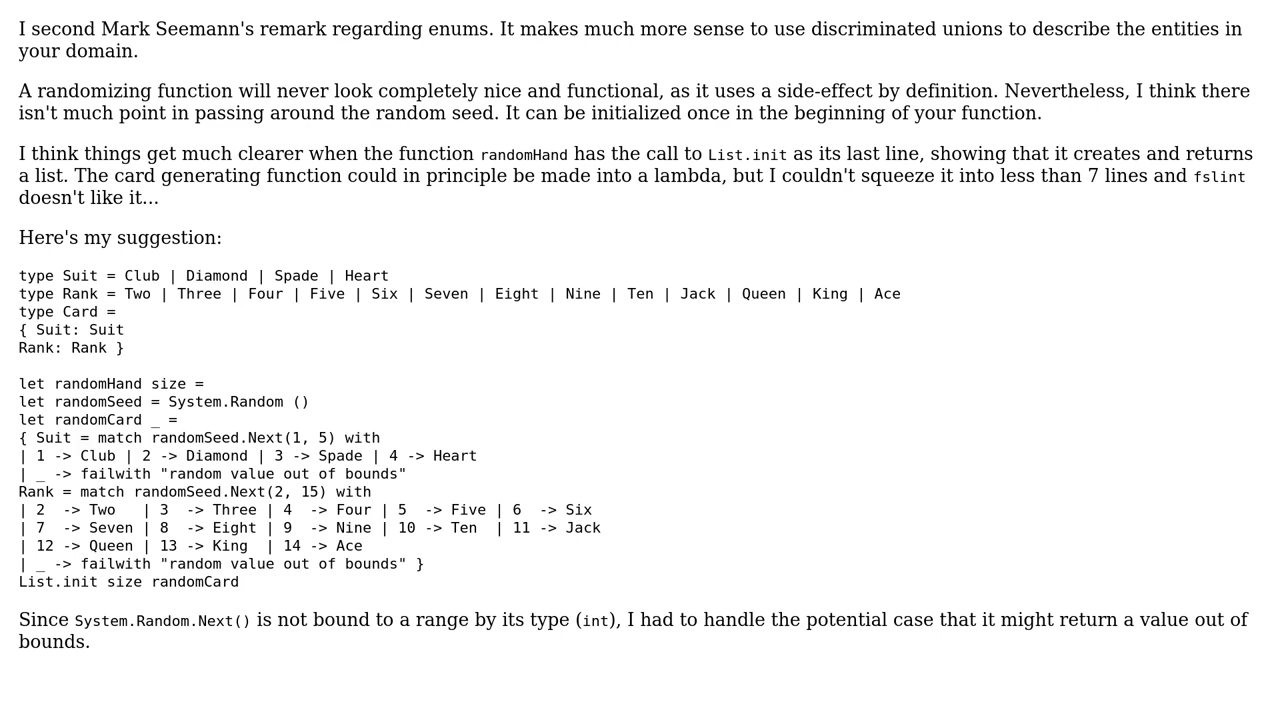 I second Mark Seemann's remark regarding enums. It makes much more sense to use discriminated unions to describe the entities in
your domain.
A randomizing function will never look completely nice and functional, as it uses a side-effect by definition. Nevertheless, I think there
isn't much point in passing around the random seed. It can be initialized once in the beginning of your function.
I think things get much clearer when the function randomHand has the call to List.init as its last line, showing that it creates and returns
a list. The card generating function could in principle be made into a lambda, but I couldn't squeeze it into less than 7 lines and fslint
doesn't like it...
Here's my suggestion:
type Suit = Club | Diamond | Spade | Heart
type Rank = Two | Three | Four | Five | Six | Seven | Eight | Nine | Ten | Jack | Queen | King | Ace
type Card =
{ Suit: Suit
Rank: Rank }
let randomHand size =
let randomSeed = System.Random ()
let randomCard _ =
{ Suit = match randomSeed.Next(1, 5) with
| 1 -> Club | 2 -> Diamond | 3 -> Spade | 4 -> Heart
| _ -> failwith "random value out of bounds"
Rank = match randomSeed.Next(2, 15) with
| 2  -> Two   | 3  -> Three | 4  -> Four | 5  -> Five | 6  -> Six
| 7  -> Seven | 8  -> Eight | 9  -> Nine | 10 -> Ten  | 11 -> Jack
| 12 -> Queen | 13 -> King  | 14 -> Ace
| _ -> failwith "random value out of bounds" }
List.init size randomCard
Since System.Random.Next() is not bound to a range by its type (int), I had to handle the potential case that it might return a value out of
bounds.